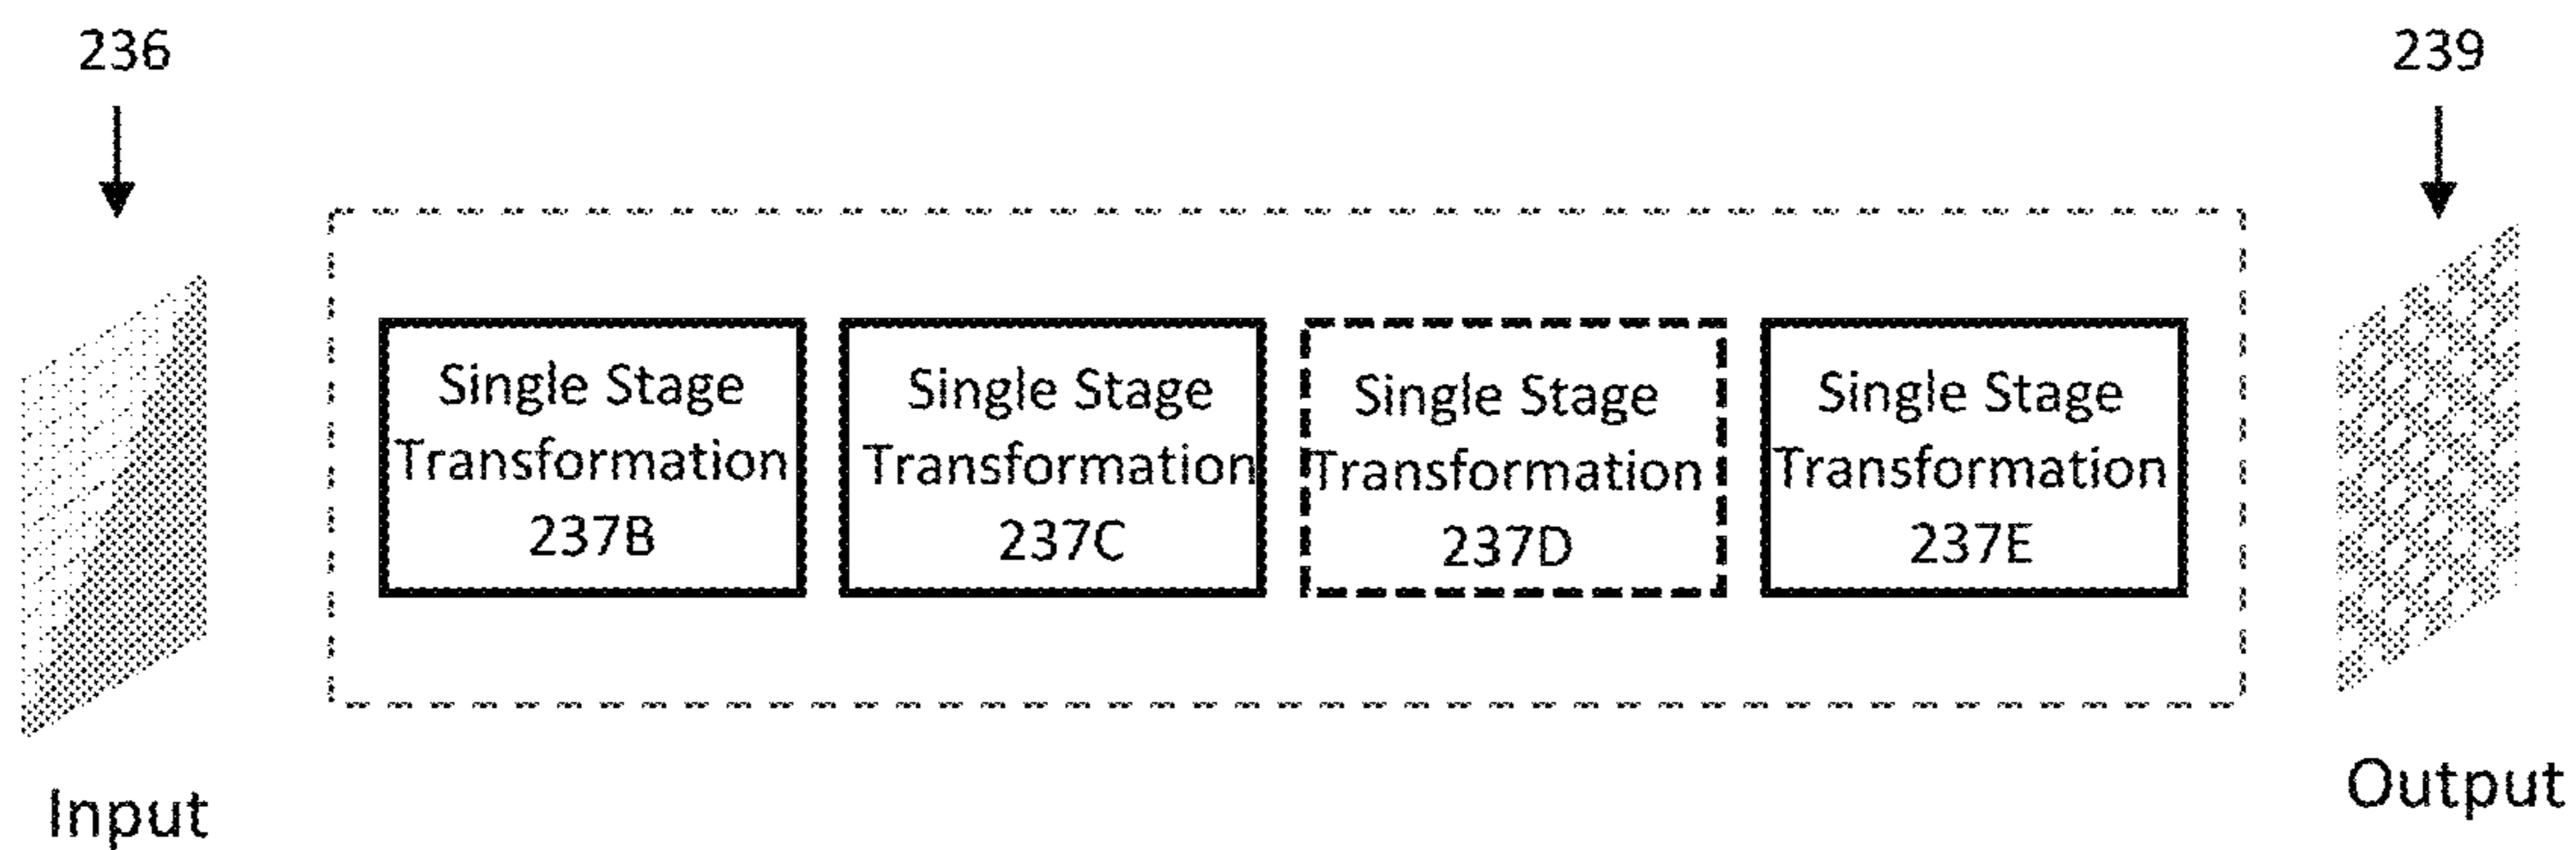 236
239
Single Stage
Transformation
237B
Single Stage
Transformation
237C
Single Stage
Transformation
237D
Single Stage
Transformation
237E
Input
Output